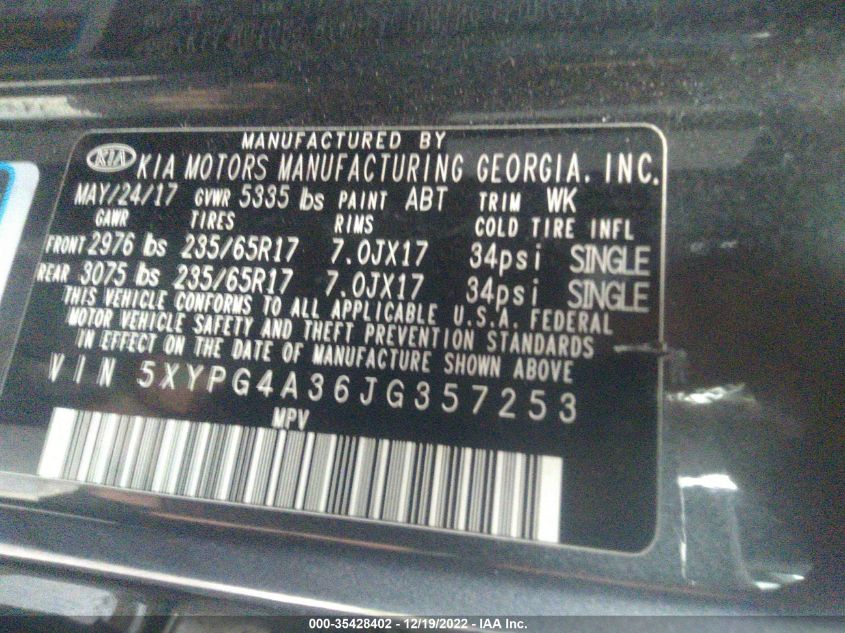 MANUFACTURED BY
KIA KIA MOTORS MANUFACTURING GEORGIA, INC.
MAY/24/17 GVWR 5335 lbs PAINT ABT TRIM WK
GAWR TIRES RIMS COLD TIRE INFL
FRONT 2976 lbs 235/65R17 7.0JX17 34psi SINGLE
REAR 3075 lbs 235/65R17 7.0JX17 34psi SINGLE
THIS VEHICLE CONFORMS TO ALL APPLICABLE U.S.A. FEDERAL
MOTOR VEHICLE SAFETY AND THEFT PREVENTION STANDARDS
IN EFFECT ON THE DATE OF MANUFACTURE SHOWN ABOVE
VIN 5XYPG4A36JG357253
MPV
000-35428402 - 12/19/2022 - IAA Inc.